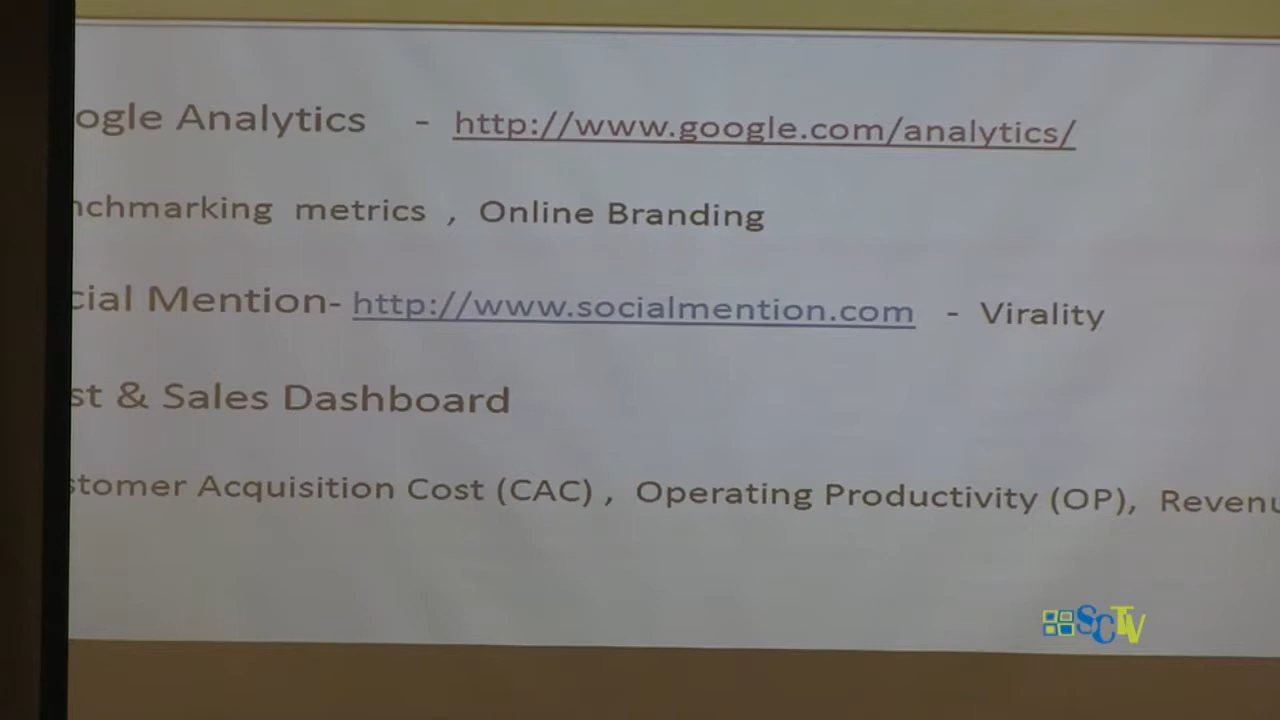 ogle Analytics - http://www.google.com/analytics/
nchmarking metrics , Online Branding
cial Mention- http://www.socialmention.com - Virality
st & Sales Dashboard
stomer Acquisition Cost (CAC) , Operating Productivity (OP), Revenu
SCTV